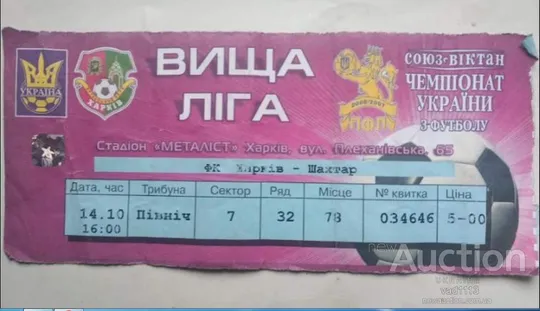 УКРАЇНА
ХАРКІВ
ВИЩА
ЛІГА
2006/2007
ПФЛ
СОЮЗ-ВІКТАН
ЧЕМПІОНАТ
УКРАЇНИ
З ФУТБОЛУ
Стадіон «МЕТАЛІСТ» Харків, вул. Плеханівська, 65
ФК Харків - Шахтар
Дата, час Трибуна Сектор Ряд Місце № квитка Ціна
14.10 Північ 7 32 78 034646 5-00
16:00
Auction